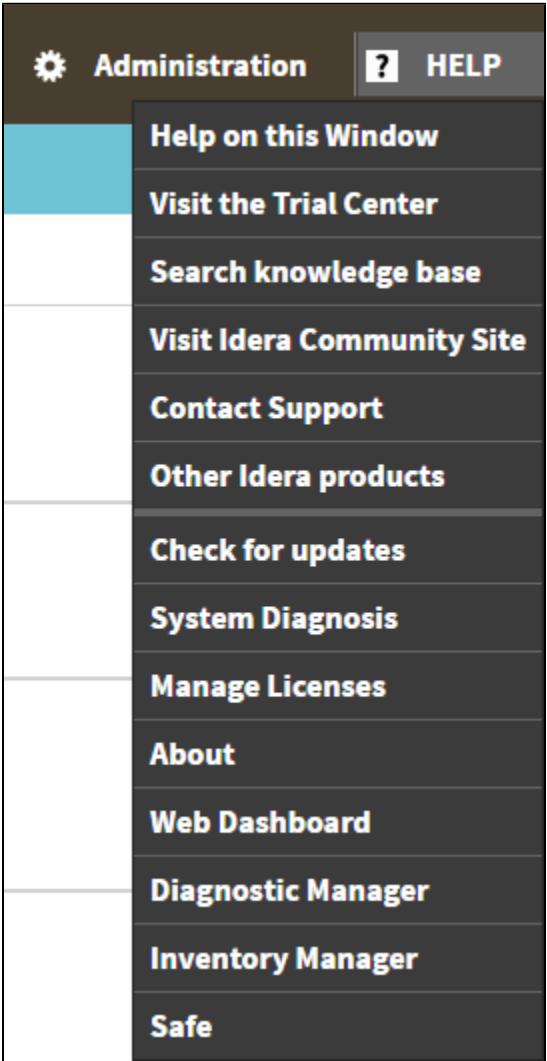 Administration
? HELP
Help on this Window
Visit the Trial Center
Search knowledge base
Visit Idera Community Site
Contact Support
Other Idera products
Check for updates
System Diagnosis
Manage Licenses
About
Web Dashboard
Diagnostic Manager
Inventory Manager
Safe